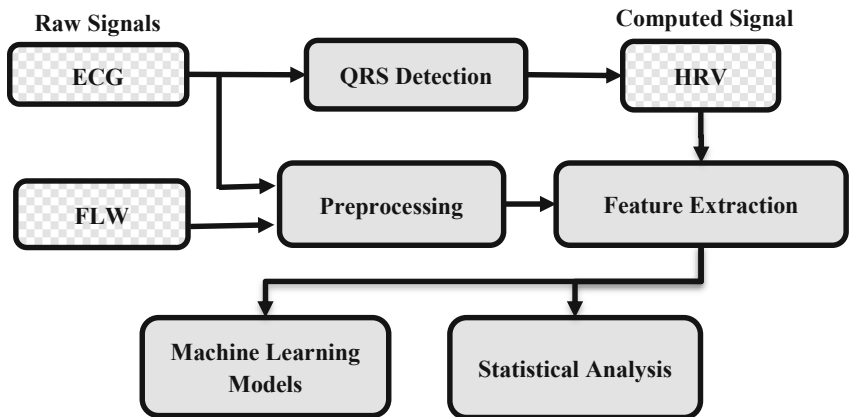 Raw Signals
Computed Signal
ECG
QRS Detection
HRV
FLW
Preprocessing
Feature Extraction
Machine Learning
Models
Statistical Analysis